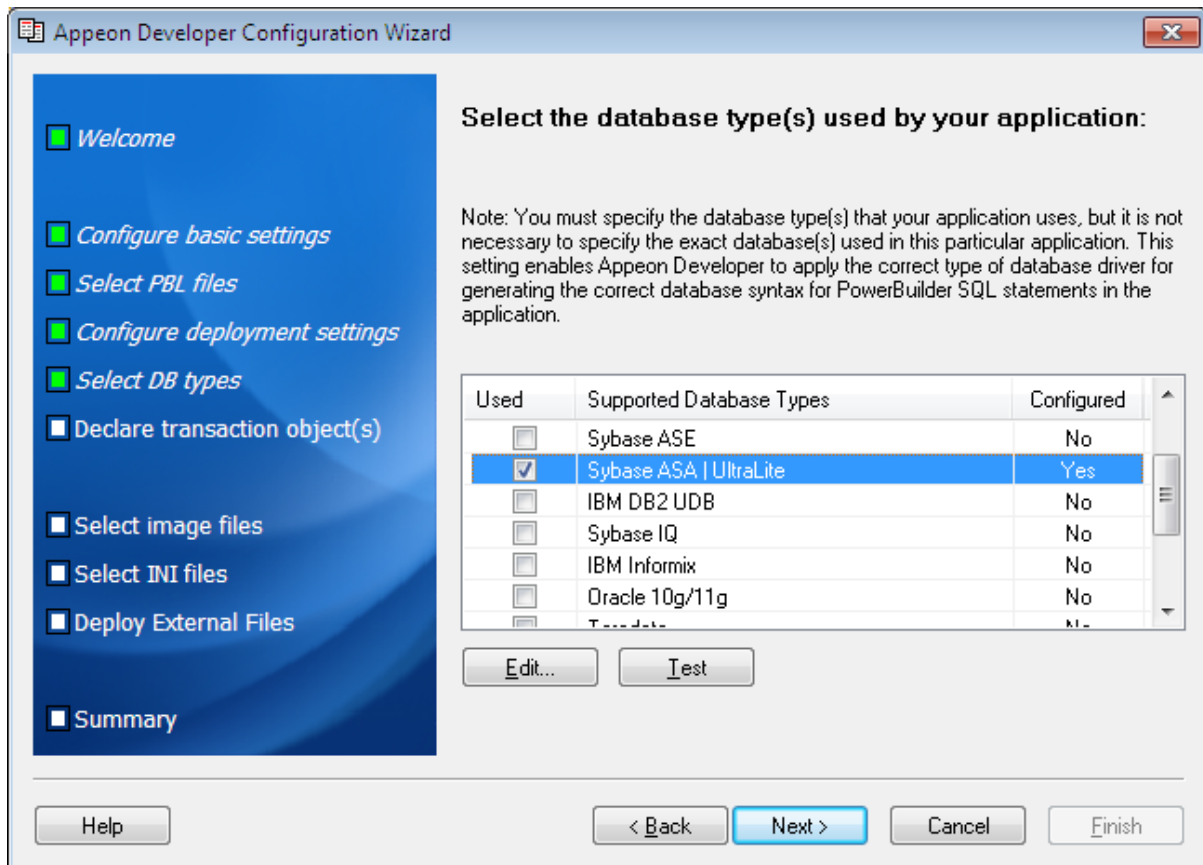 Appeon Developer Configuration Wizard
Welcome
Configure basic settings
Select PBL files
Configure deployment settings
Select DB types
Declare transaction object(s)
Select image files
Select INI files
Deploy External Files
Summary
Select the database type(s) used by your application:
Note: You must specify the database type(s) that your application uses, but it is not
necessary to specify the exact database(s) used in this particular application. This
setting enables Appeon Developer to apply the correct type of database driver for
generating the correct database syntax for PowerBuilder SQL statements in the
application.
Used Supported Database Types Configured
Sybase ASE No
Sybase ASA | UltraLite Yes
IBM DB2 UDB No
Sybase IQ No
IBM Informix No
Oracle 10g/11g No
Edit... Test
Help < Back Next > Cancel Finish